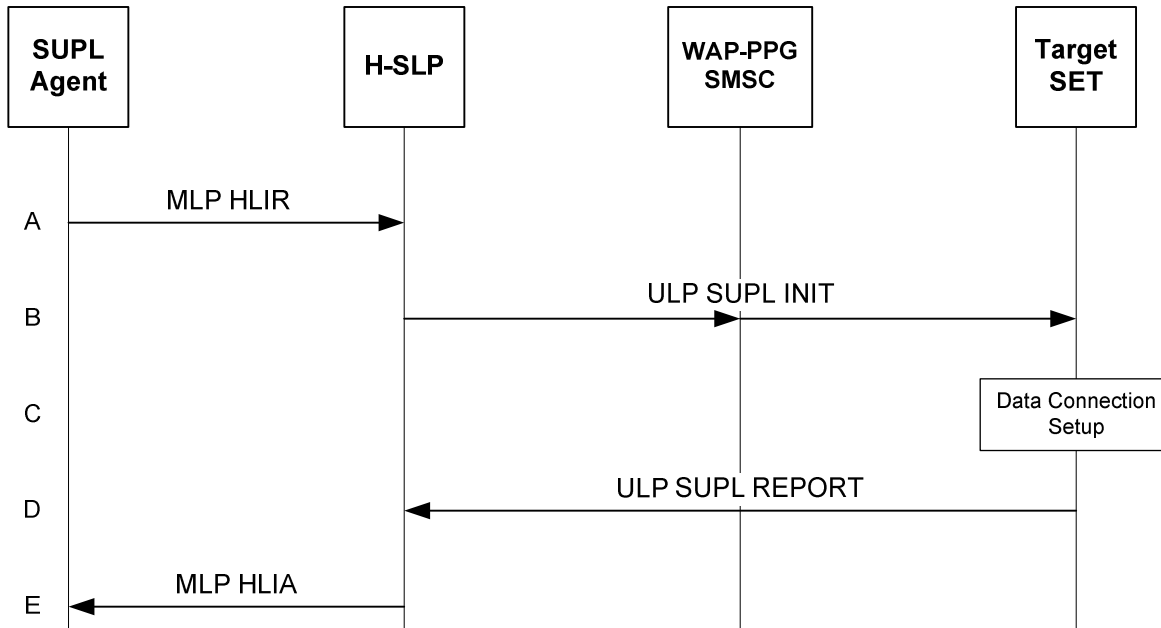 SUPL
Agent
H-SLP
WAP-PPG
SMSC
Target
SET
A
MLP HLIR
B
ULP SUPL INIT
C
Data Connection
Setup
D
ULP SUPL REPORT
E
MLP HLIA